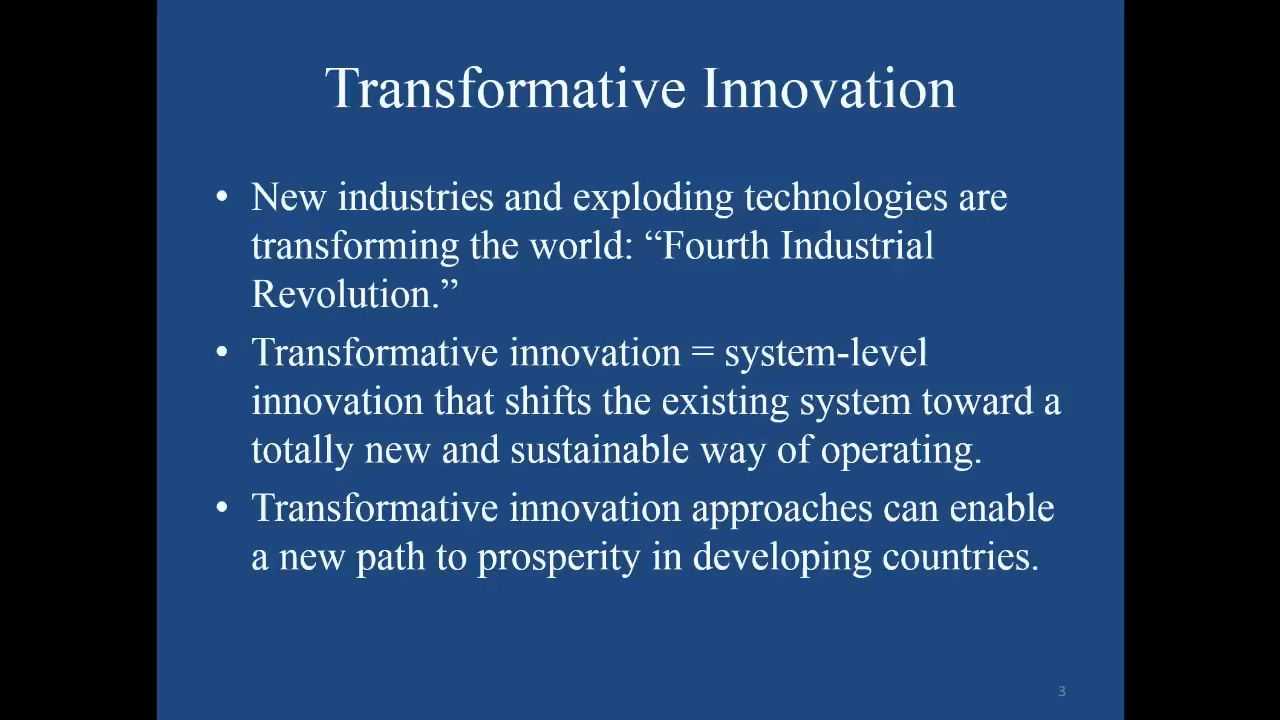 Transformative Innovation
• New industries and exploding technologies are
transforming the world: “Fourth Industrial
Revolution.”
• Transformative innovation = system-level
innovation that shifts the existing system toward a
totally new and sustainable way of operating.
• Transformative innovation approaches can enable
a new path to prosperity in developing countries.
3